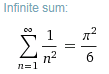 Infinite sum:
∞
∑ 1/n² = π²/6
n=1